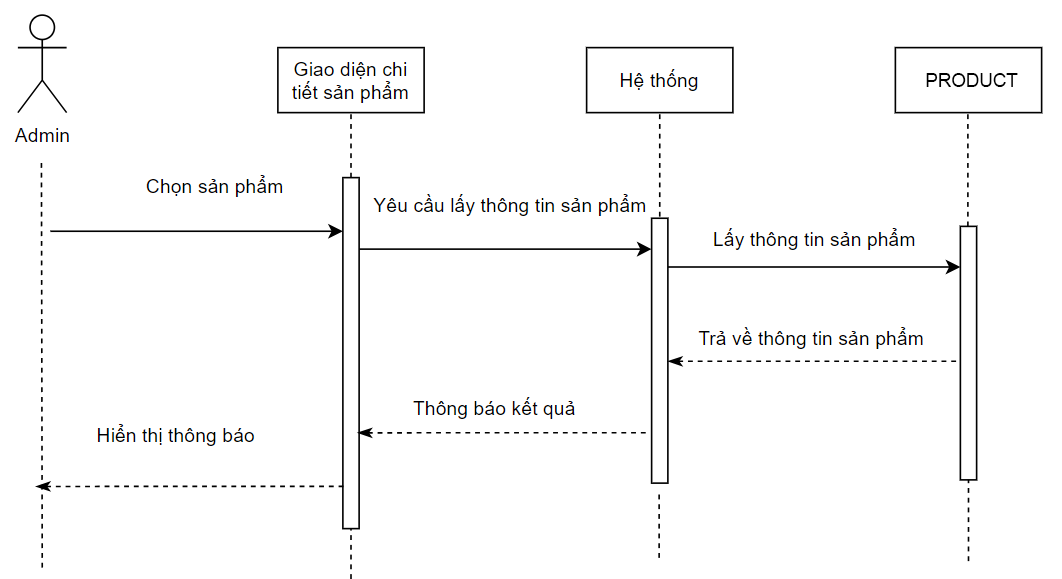 Giao diện chi
tiết sản phẩm
Hệ thống
PRODUCT
Admin
Chọn sản phẩm
Yêu cầu lấy thông tin sản phẩm
Lấy thông tin sản phẩm
Trả về thông tin sản phẩm
Thông báo kết quả
Hiển thị thông báo